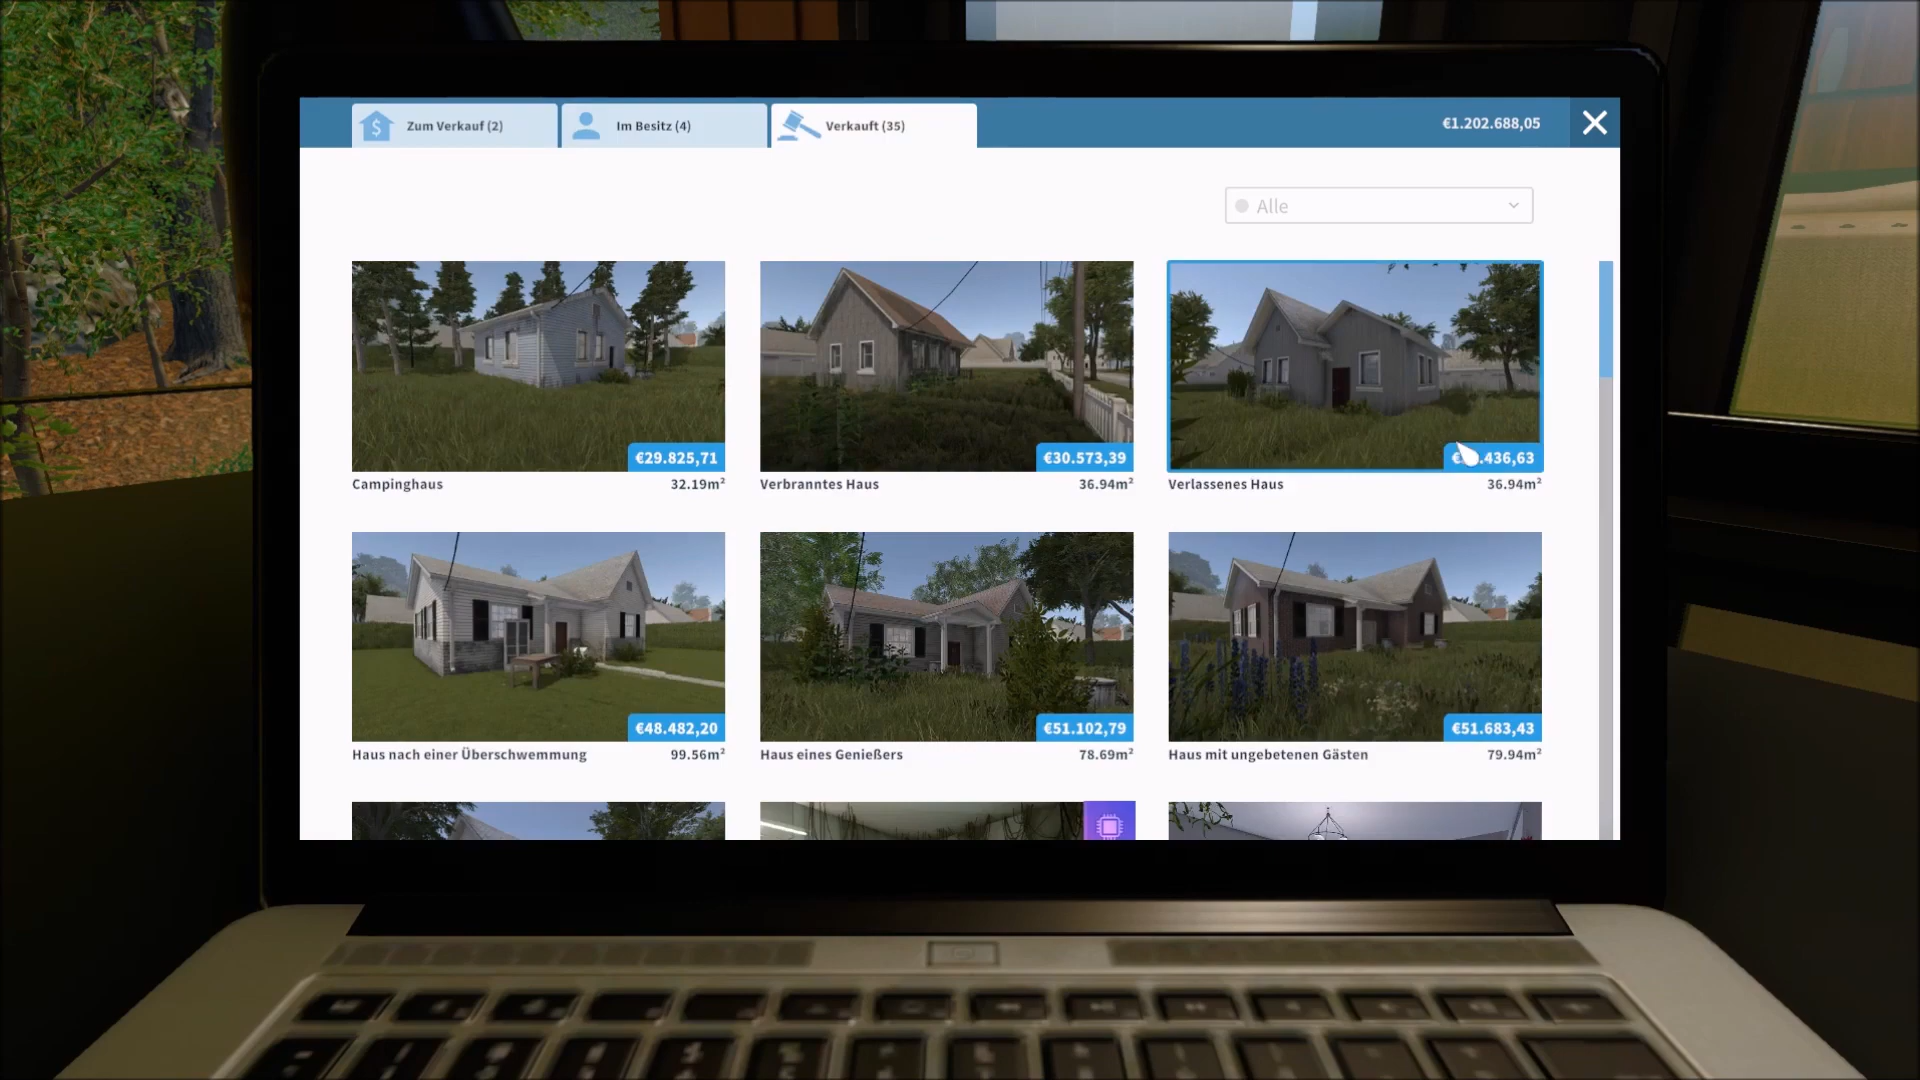 Zum Verkauf (2)
Im Besitz (4)
Verkauft (35)
€1.202.688,05
Alle
€29.825,71
€30.573,39
Campinghaus
32.19m²
Verbranntes Haus
36.94m²
Verlassenes Haus
36.94m²
€48.482,20
€51.102,79
€51.683,43
Haus nach einer Überschwemmung
99.56m²
Haus eines Genießers
78.69m²
Haus mit ungebetenen Gästen
79.94m²